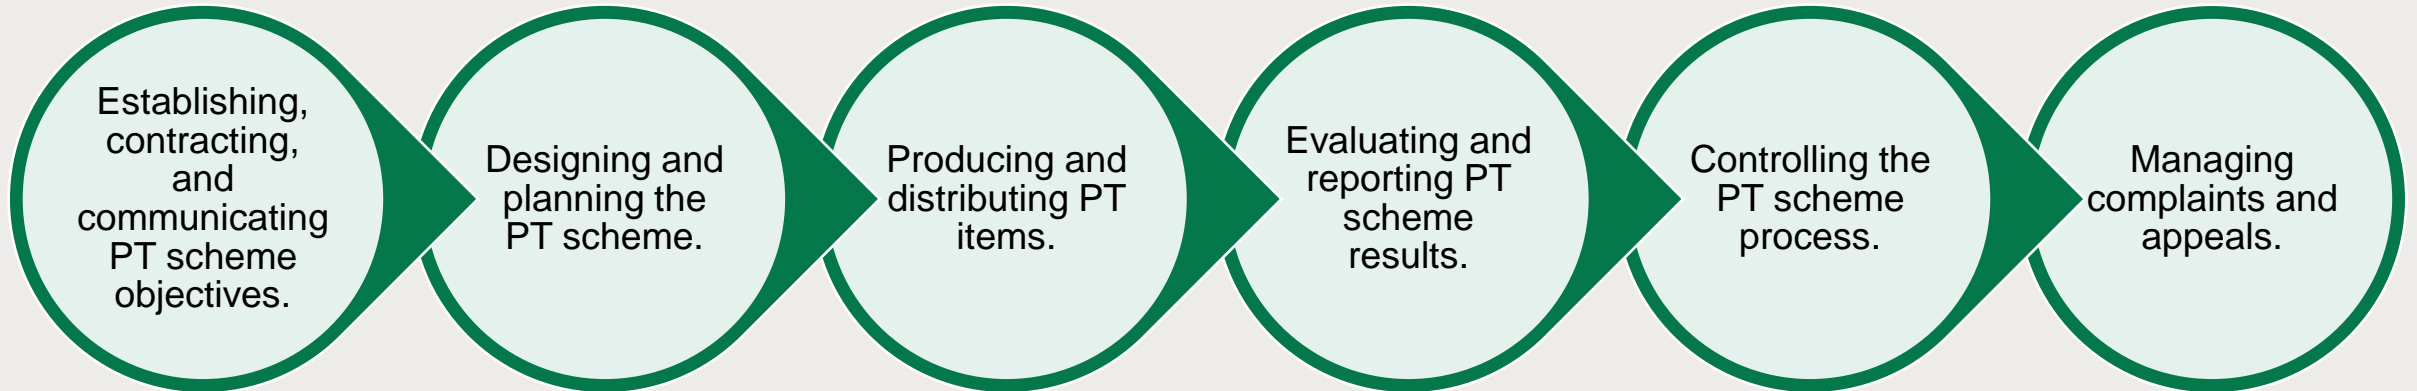 Establishing,
contracting,
and
communicating
PT scheme
objectives.
Designing and
planning the
PT scheme.
Producing and
distributing PT
items.
Evaluating and
reporting PT
scheme
results.
Controlling the
PT scheme
process.
Managing
complaints and
appeals.